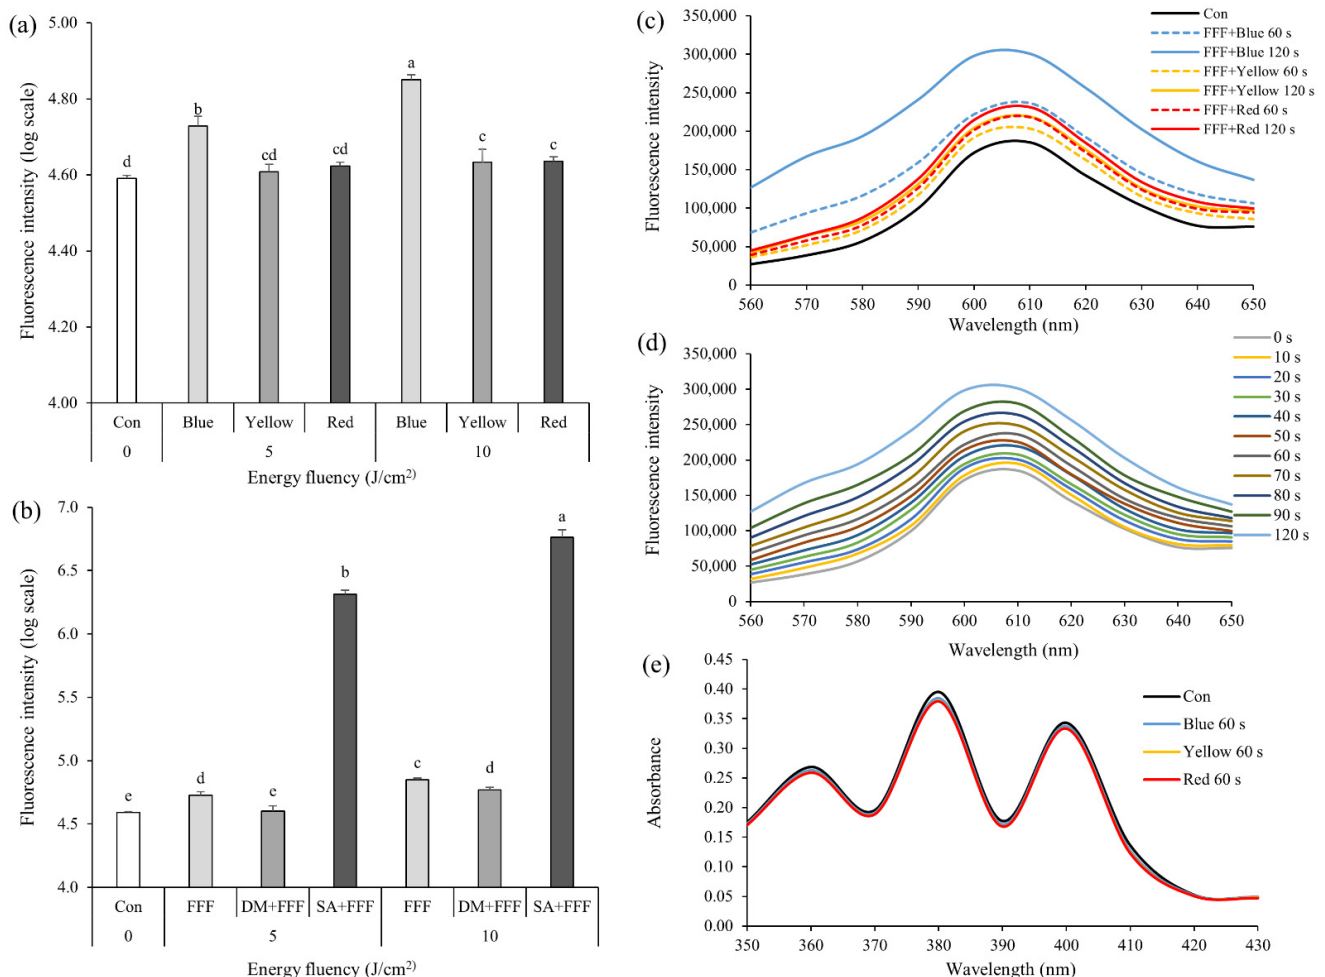 (a)
5.00
4.80
4.60
4.40
4.20
4.00
Fluorescence intensity (log scale)
d
b
cd
cd
a
c
c
Con
Blue
Yellow
Red
Blue
Yellow
Red
0
5
10
Energy fluency (J/cm2)
(b)
7.0
6.5
6.0
5.5
5.0
4.5
4.0
Fluorescence intensity (log scale)
e
d
e
b
c
d
a
Con
FFF
DM+FFF
SA+FFF
FFF
DM+FFF
SA+FFF
0
5
10
Energy fluency (J/cm2)
(c)
350,000
300,000
250,000
200,000
150,000
100,000
50,000
0
Fluorescence intensity
560
570
580
590
600
610
620
630
640
650
Wavelength (nm)
Con
FFF+Blue 60 s
FFF+Blue 120 s
FFF+Yellow 60 s
FFF+Yellow 120 s
FFF+Red 60 s
FFF+Red 120 s
(d)
350,000
300,000
250,000
200,000
150,000
100,000
50,000
0
Fluorescence intensity
560
570
580
590
600
610
620
630
640
650
Wavelength (nm)
0 s
10 s
20 s
30 s
40 s
50 s
60 s
70 s
80 s
90 s
120 s
(e)
0.45
0.40
0.35
0.30
0.25
0.20
0.15
0.10
0.05
0.00
Absorbance
350
360
370
380
390
400
410
420
430
Wavelength (nm)
Con
Blue 60 s
Yellow 60 s
Red 60 s